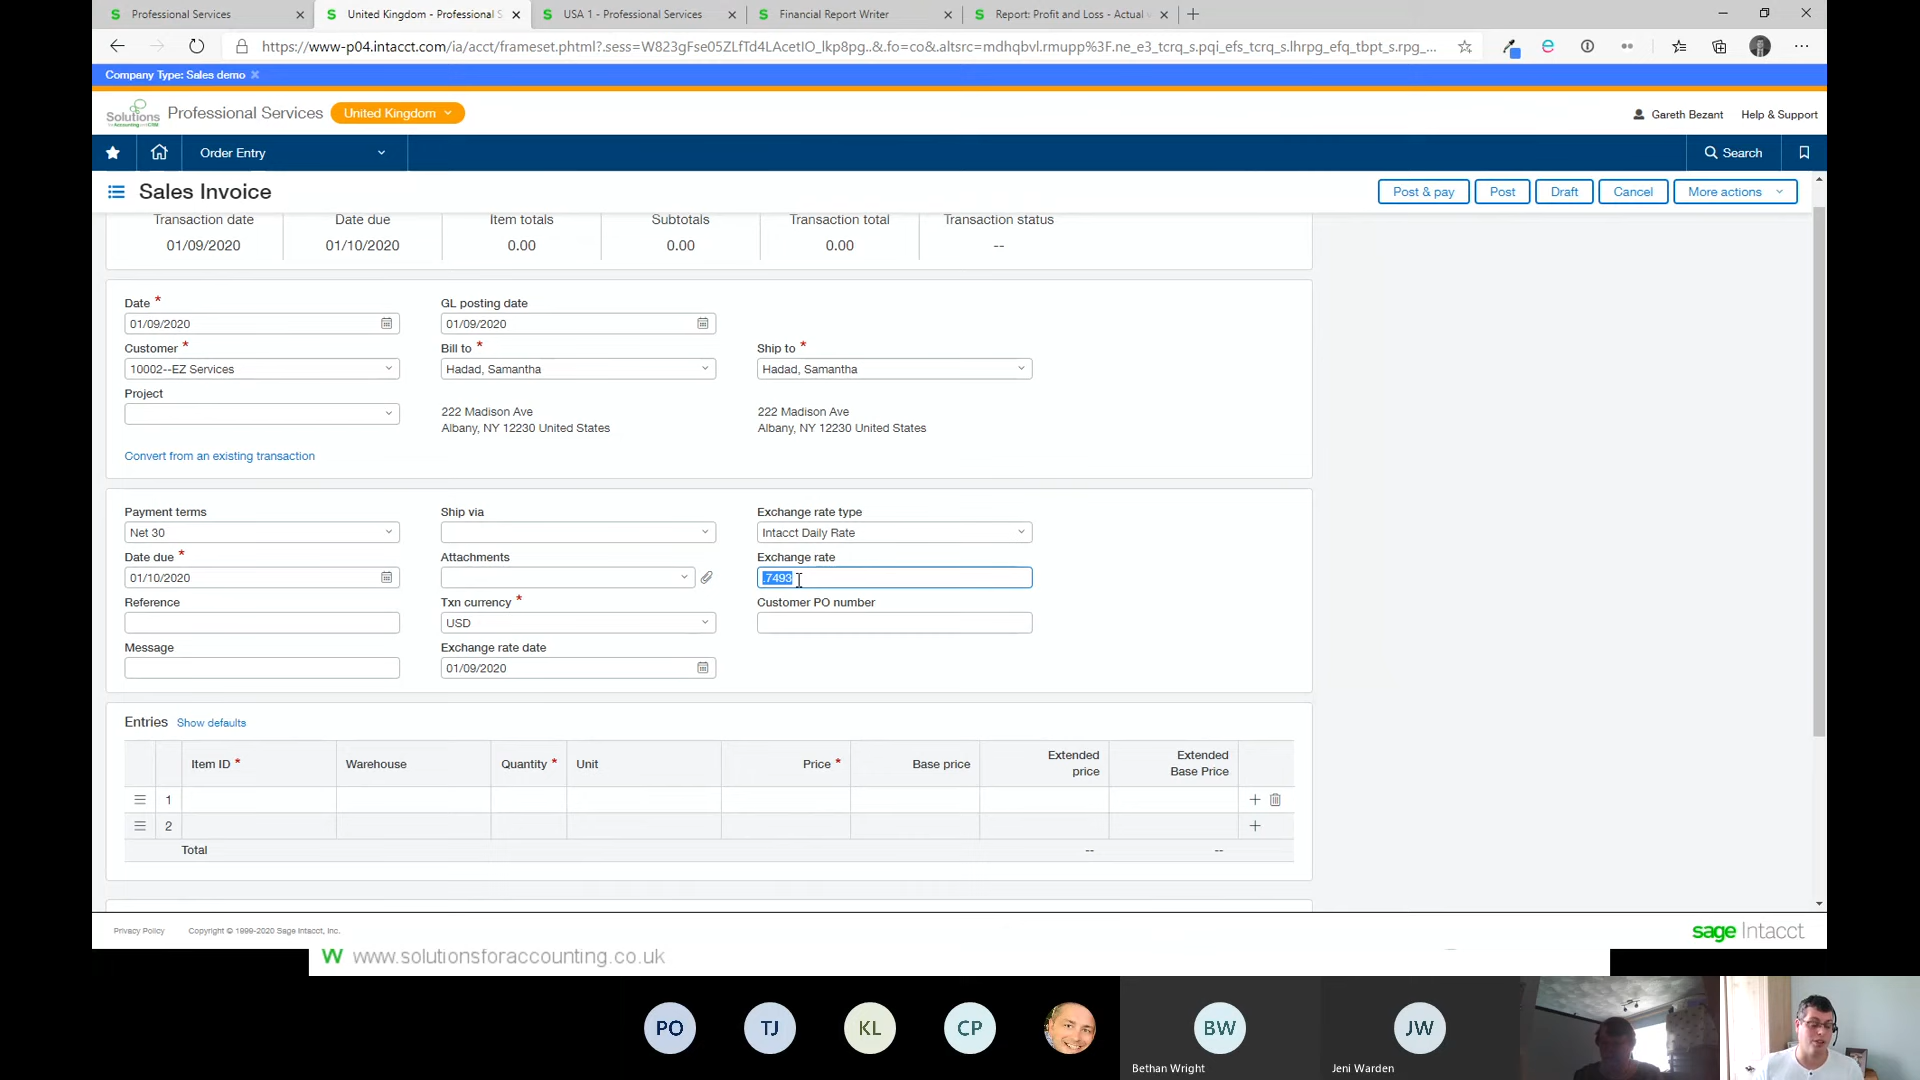 Professional Services
United Kingdom - Professional S
USA 1 - Professional Services
Financial Report Writer
Report: Profit and Loss - Actual v
https://www-p04.intacct.com/ia/acct/frameset.phtml?.sess=W823gFse05ZLfTd4LAcetIO_lkp8pg..&.fo=co&.altsrc=mdhqbvl.rmupp%3F.ne_e3_tcrq_s.pqi_efs_tcrq_s.lhrpg_efq_tbpt_s.rpg_...
Company Type: Sales demo
Solutions
Professional Services
United Kingdom
Gareth Bezant
Help & Support
Order Entry
Search
Sales Invoice
Post & pay
Post
Draft
Cancel
More actions
Transaction date
Date due
Item totals
Subtotals
Transaction total
Transaction status
01/09/2020
01/10/2020
0.00
0.00
0.00
--
Date *
GL posting date
01/09/2020
01/09/2020
Customer *
Bill to *
Ship to *
10002--EZ Services
Hadad, Samantha
Hadad, Samantha
Project
222 Madison Ave
222 Madison Ave
Albany, NY 12230 United States
Albany, NY 12230 United States
Convert from an existing transaction
Payment terms
Ship via
Exchange rate type
Net 30
Intacct Daily Rate
Date due *
Attachments
Exchange rate
01/10/2020
.7493
Reference
Txn currency *
Customer PO number
USD
Message
Exchange rate date
01/09/2020
Entries
Show defaults
Item ID *
Warehouse
Quantity *
Unit
Price *
Base price
Extended
price
Extended
Base Price
1
2
Total
--
--
Privacy Policy
Copyright © 1999-2020 Sage Intacct, Inc.
sage Intacct
W www.solutionsforaccounting.co.uk
PO
TJ
KL
CP
BW
JW
Bethan Wright
Jeni Warden